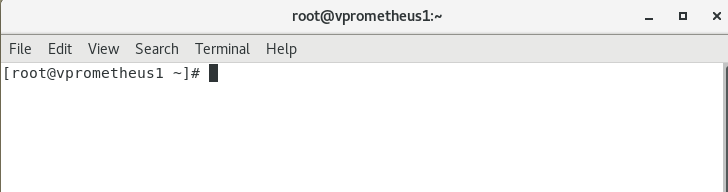 root@vprometheus1:~
File Edit View Search Terminal Help
[root@vprometheus1 ~]#